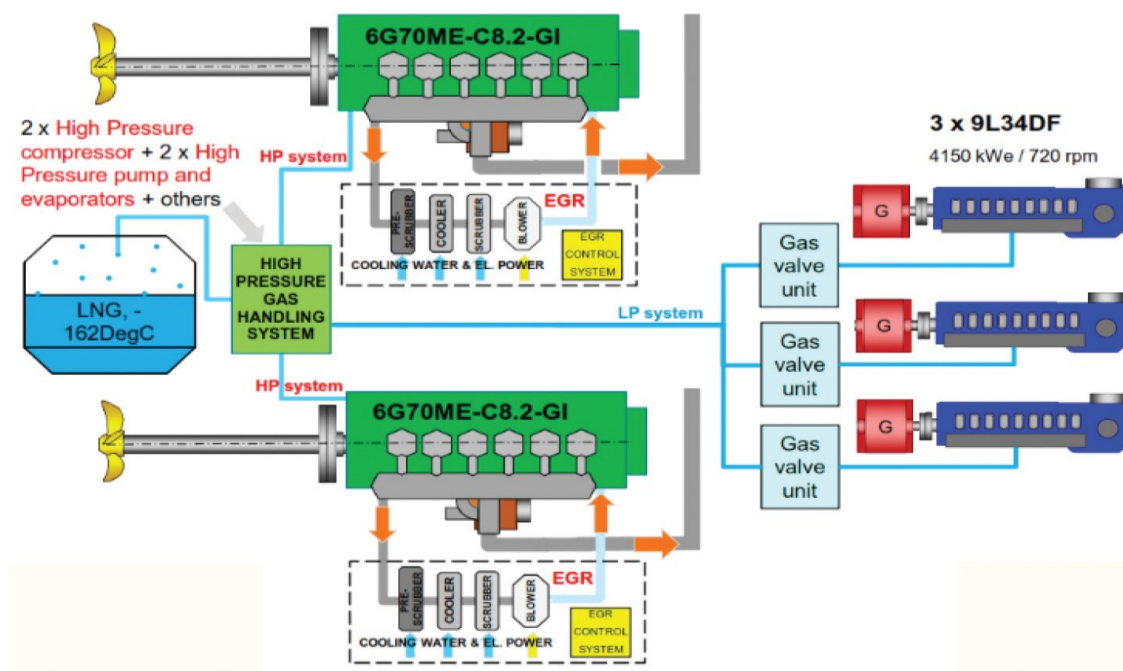 6G70ME-C8.2-GI
2 x High Pressure
compressor + 2 x High
Pressure pump and
evaporators + others
HP system
EGR
PRE-
SCRUBBER
COOLER
SCRUBBER
BLOWER
EGR
CONTROL
SYSTEM
COOLING WATER & EL. POWER
3 x 9L34DF
4150 kWe / 720 rpm
G
Gas
valve
unit
HIGH
PRESSURE
GAS
HANDLING
SYSTEM
LNG, -
162DegC
LP system
G
Gas
valve
unit
HP system
6G70ME-C8.2-GI
G
Gas
valve
unit
EGR
PRE-
SCRUBBER
COOLER
SCRUBBER
BLOWER
EGR
CONTROL
SYSTEM
COOLING WATER & EL. POWER